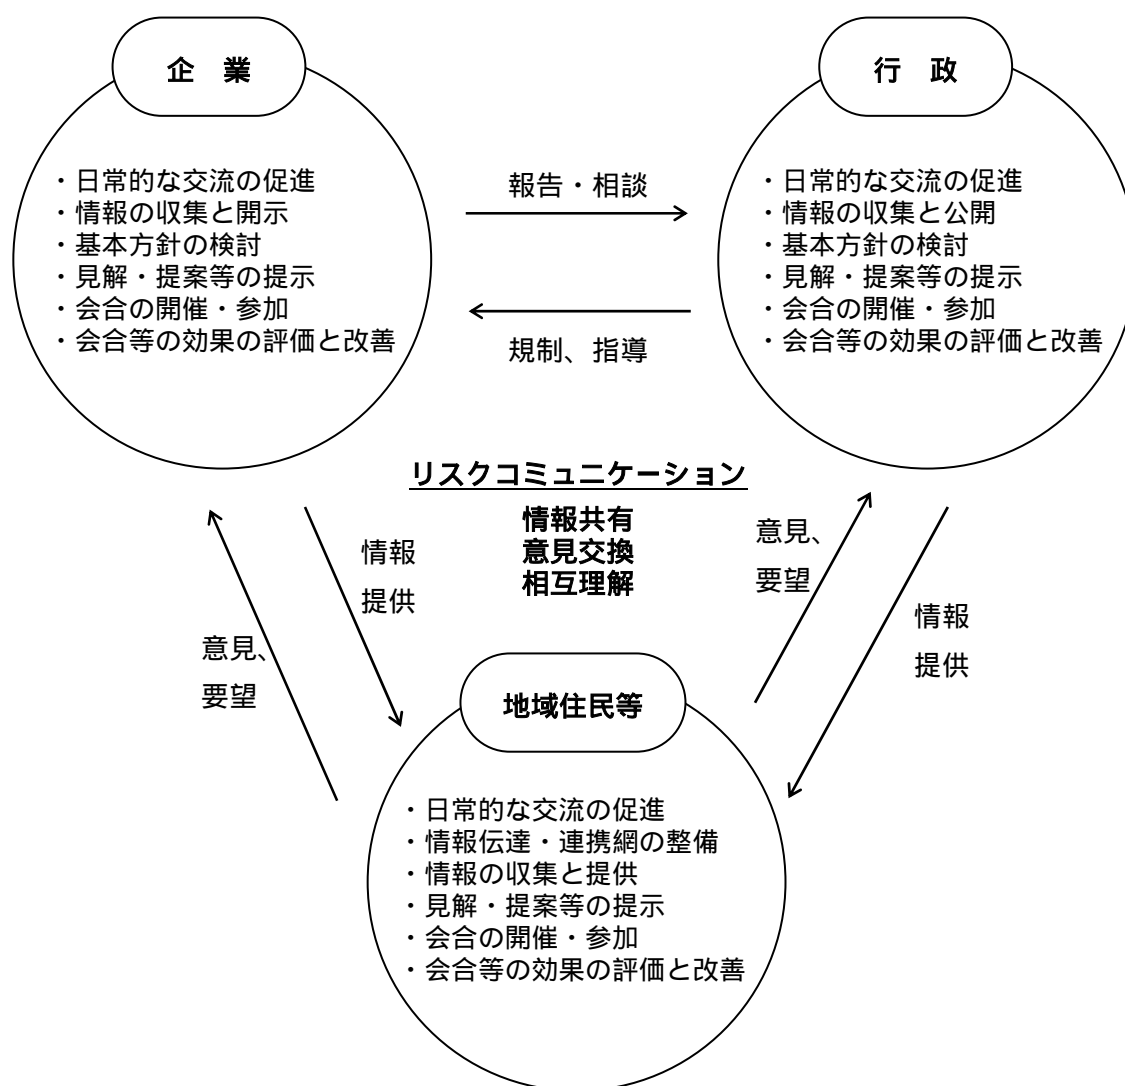 企　業
・日常的な交流の促進
・情報の収集と開示
・基本方針の検討
・見解・提案等の提示
・会合の開催・参加
・会合等の効果の評価と改善
報告・相談
規制、指導
行　政
・日常的な交流の促進
・情報の収集と公開
・基本方針の検討
・見解・提案等の提示
・会合の開催・参加
・会合等の効果の評価と改善
リスクコミュニケーション
情報共有
意見交換
相互理解
情報
提供
意見、
要望
意見、
要望
情報
提供
地域住民等
・日常的な交流の促進
・情報伝達・連携網の整備
・情報の収集と提供
・見解・提案等の提示
・会合の開催・参加
・会合等の効果の評価と改善